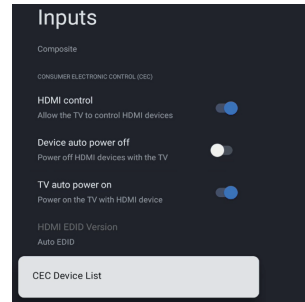 Inputs
Composite
CONSUMER ELECTRONIC CONTROL (CEC)
HDMI control
Allow the TV to control HDMI devices
Device auto power off
Power off HDMI devices with the TV
TV auto power on
Power on the TV with HDMI device
HDMI EDID Version
Auto EDID
CEC Device List